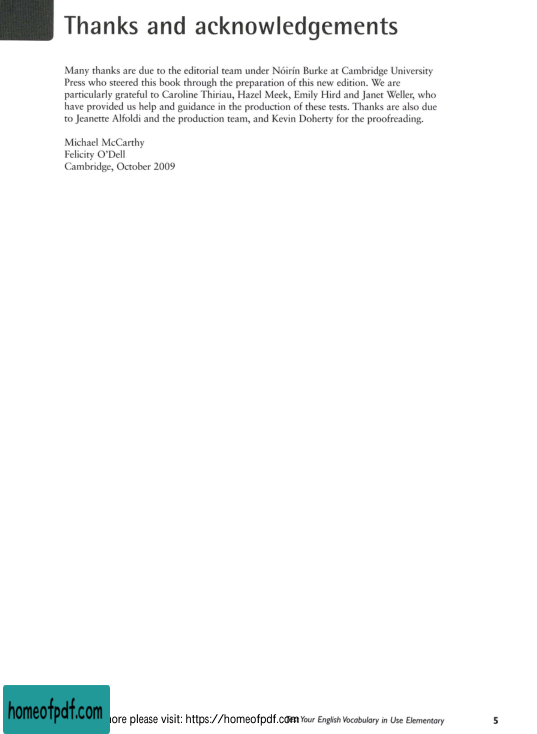 Thanks and acknowledgements
Many thanks are due to the editorial team under Nóirín Burke at Cambridge University
Press who steered this book through the preparation of this new edition. We are
particularly grateful to Caroline Thiriau, Hazel Meek, Emily Hird and Janet Weller, who
have provided us help and guidance in the production of these tests. Thanks are also due
to Jeanette Alfoldi and the production team, and Kevin Doherty for the proofreading.
Michael McCarthy
Felicity O'Dell
Cambridge, October 2009
homeofpdf.com
ore please visit: https://homeofpdf.com Your English Vocabulary in Use Elementary 5